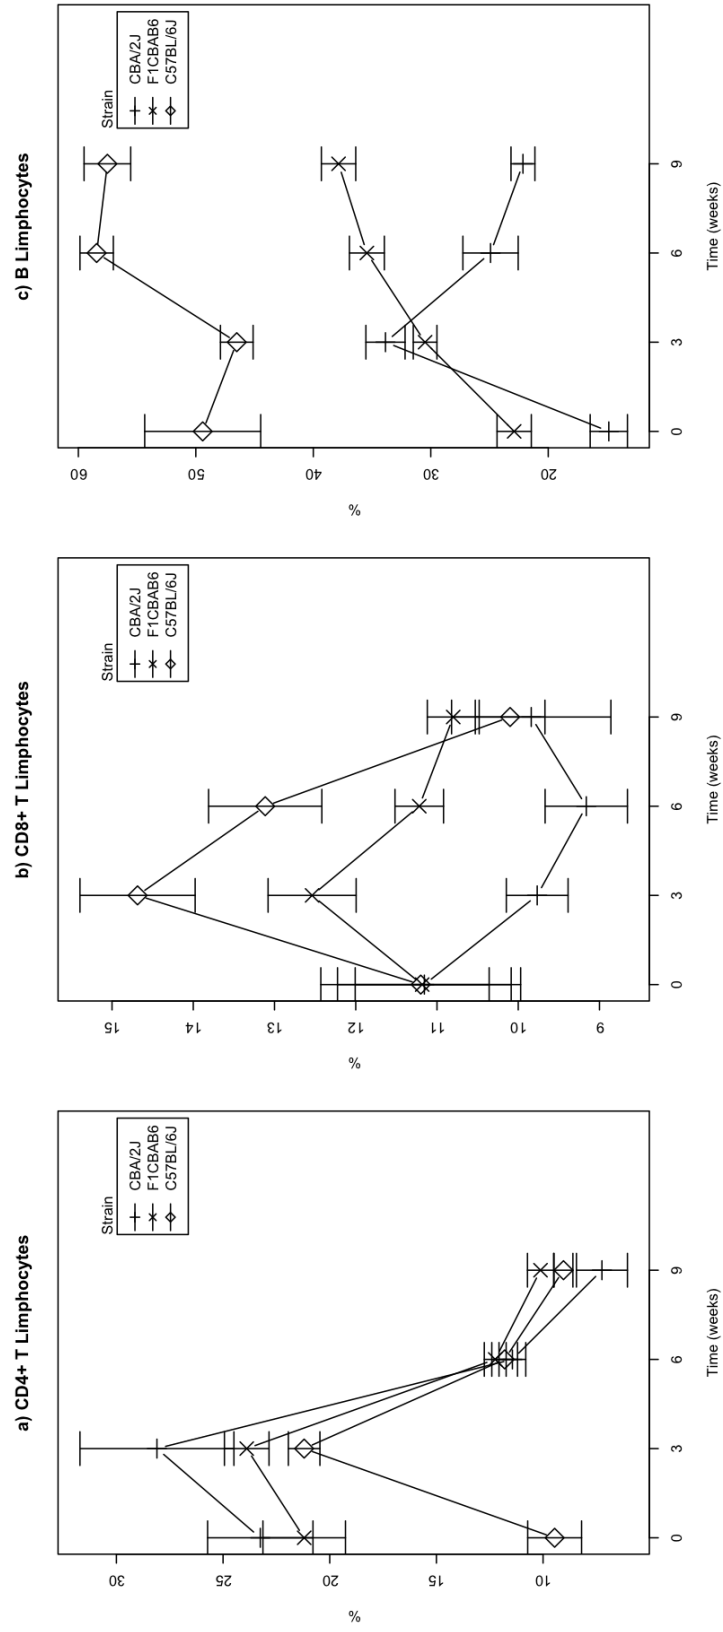 a) CD4+ T Limphocytes
Strain
CBA/2J
F1CBAB6
C57BL/6J
30
25
20
15
10
%
0
3
6
9
Time (weeks)
b) CD8+ T Limphocytes
Strain
CBA/2J
F1CBAB6
C57BL/6J
15
14
13
12
11
10
9
%
0
3
6
9
Time (weeks)
c) B Limphocytes
Strain
CBA/2J
F1CBAB6
C57BL/6J
60
50
40
30
20
%
0
3
6
9
Time (weeks)